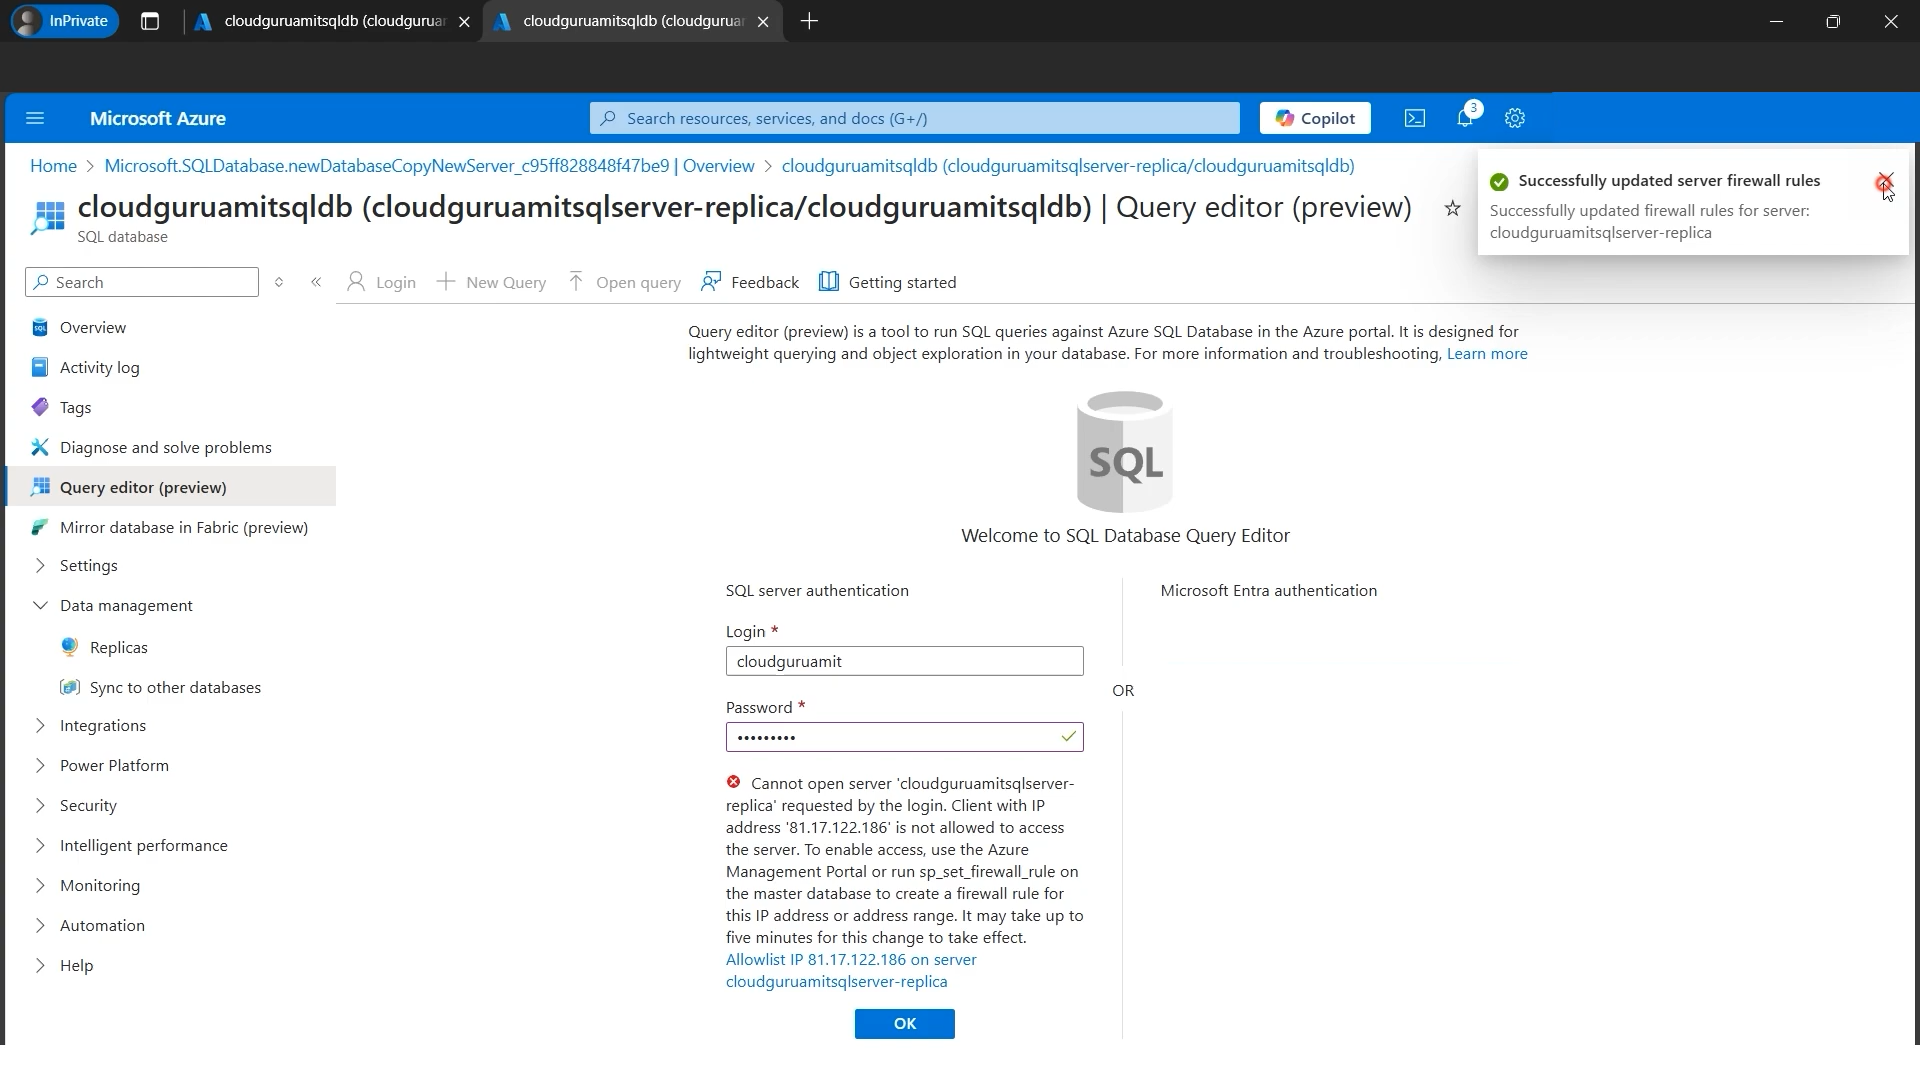 InPrivate
cloudguruamitsqldb (cloudgurua
cloudguruamitsqldb (cloudgurua
Microsoft Azure
Search resources, services, and docs (G+/)
Copilot
3
Home > Microsoft.SQLDatabase.newDatabaseCopyNewServer_c95ff828848f47be9 | Overview > cloudguruamitsqldb (cloudguruamitsqlserver-replica/cloudguruamitsqldb)
cloudguruamitsqldb (cloudguruamitsqlserver-replica/cloudguruamitsqldb) | Query editor (preview)
SQL database
Successfully updated server firewall rules
Successfully updated firewall rules for server:
cloudguruamitsqlserver-replica
Search
Login
New Query
Open query
Feedback
Getting started
Overview
Activity log
Tags
Diagnose and solve problems
Query editor (preview)
Mirror database in Fabric (preview)
Settings
Data management
Replicas
Sync to other databases
Integrations
Power Platform
Security
Intelligent performance
Monitoring
Automation
Help
Query editor (preview) is a tool to run SQL queries against Azure SQL Database in the Azure portal. It is designed for
lightweight querying and object exploration in your database. For more information and troubleshooting, Learn more
SQL
Welcome to SQL Database Query Editor
SQL server authentication
Login *
cloudguruamit
Password *
•••••••••
Cannot open server 'cloudguruamitsqlserver-
replica' requested by the login. Client with IP
address '81.17.122.186' is not allowed to access
the server. To enable access, use the Azure
Management Portal or run sp_set_firewall_rule on
the master database to create a firewall rule for
this IP address or address range. It may take up to
five minutes for this change to take effect.
Allowlist IP 81.17.122.186 on server
cloudguruamitsqlserver-replica
OK
OR
Microsoft Entra authentication